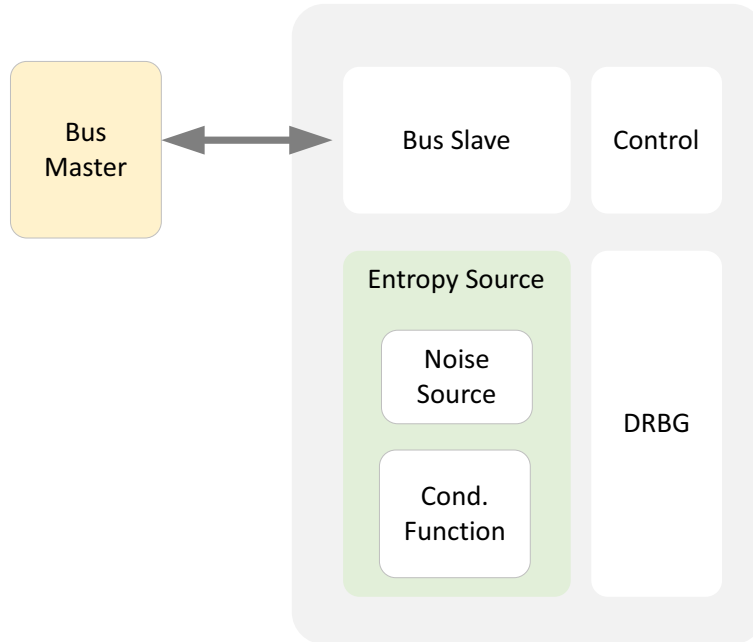 Bus
Master
Bus Slave
Control
Entropy Source
Noise
Source
Cond.
Function
DRBG